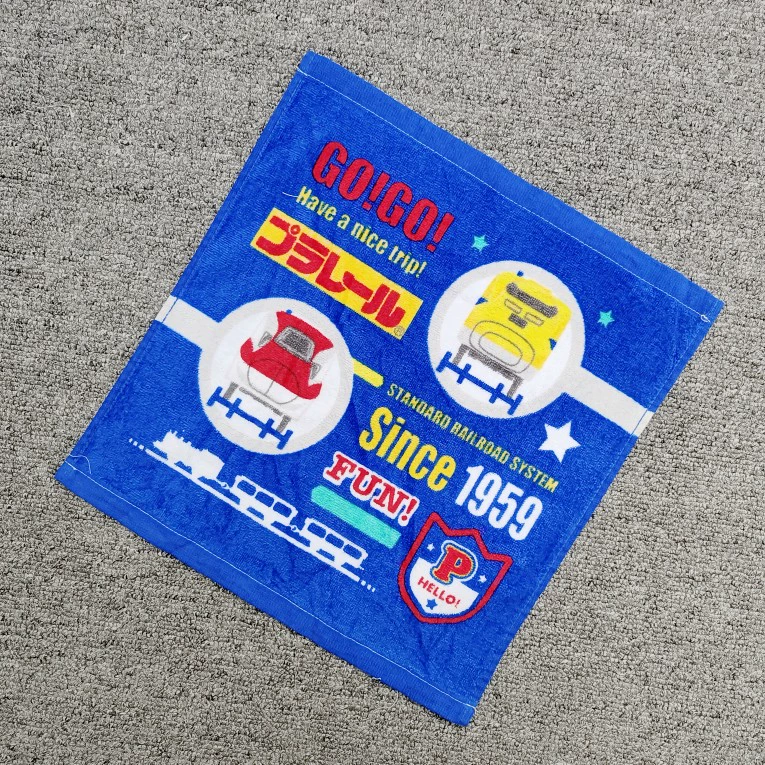 GO!GO!
Have a nice trip!
プラレール®
STANDARD RAILROAD SYSTEM
Since 1959
FUN!
P
HELLO!